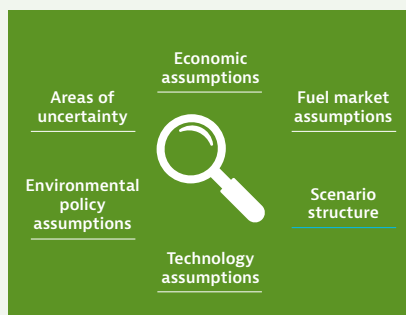 Economic
assumptions
Areas of
uncertainty
Fuel market
assumptions
Environmental
policy
assumptions
Scenario
structure
Technology
assumptions